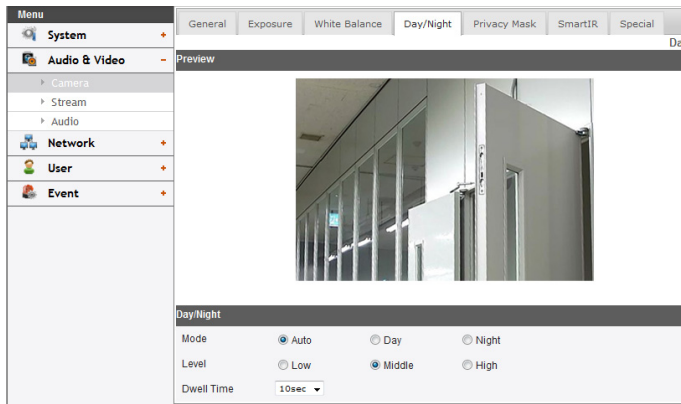 Menu
System
Audio & Video
Camera
Stream
Audio
Network
User
Event
General Exposure White Balance Day/Night Privacy Mask SmartIR Special
Da
Preview
Day/Night
Mode Auto Day Night
Level Low Middle High
Dwell Time 10sec